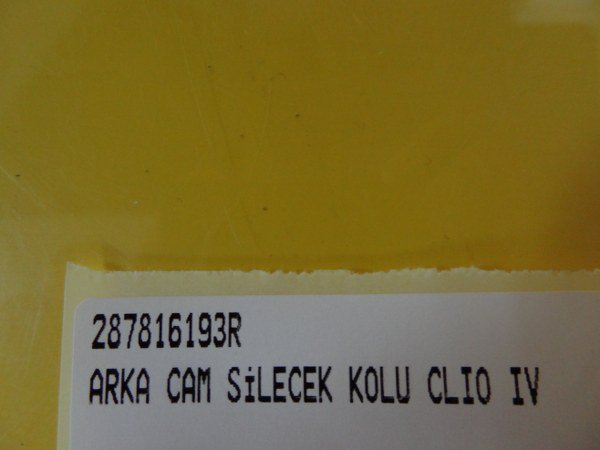 287816193R
ARKA CAM SiLECEK KOLU CLIO IV